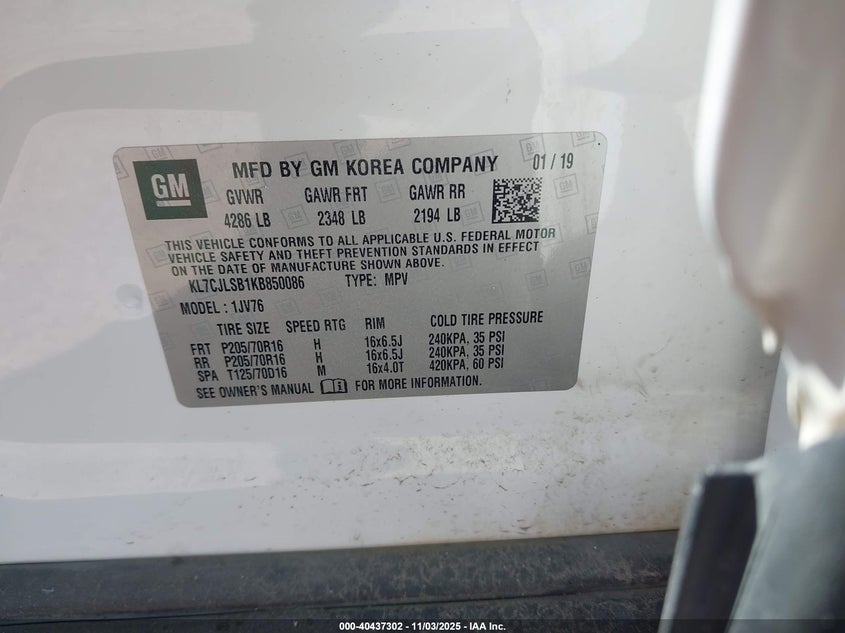 GM
MFD BY GM KOREA COMPANY 01 / 19
GVWR GAWR FRT GAWR RR
4286 LB 2348 LB 2194 LB
THIS VEHICLE CONFORMS TO ALL APPLICABLE U.S. FEDERAL MOTOR
VEHICLE SAFETY AND THEFT PREVENTION STANDARDS IN EFFECT
ON THE DATE OF MANUFACTURE SHOWN ABOVE.
KL7CJLSB1KB850086 TYPE: MPV
MODEL : 1JV76
TIRE SIZE SPEED RTG RIM COLD TIRE PRESSURE
FRT P205/70R16 H 16x6.5J 240KPA, 35 PSI
RR P205/70R16 H 16x6.5J 240KPA, 35 PSI
SPA T125/70D16 M 16x4.0T 420KPA, 60 PSI
SEE OWNER'S MANUAL FOR MORE INFORMATION.
000-40437302 - 11/03/2025 - IAA Inc.